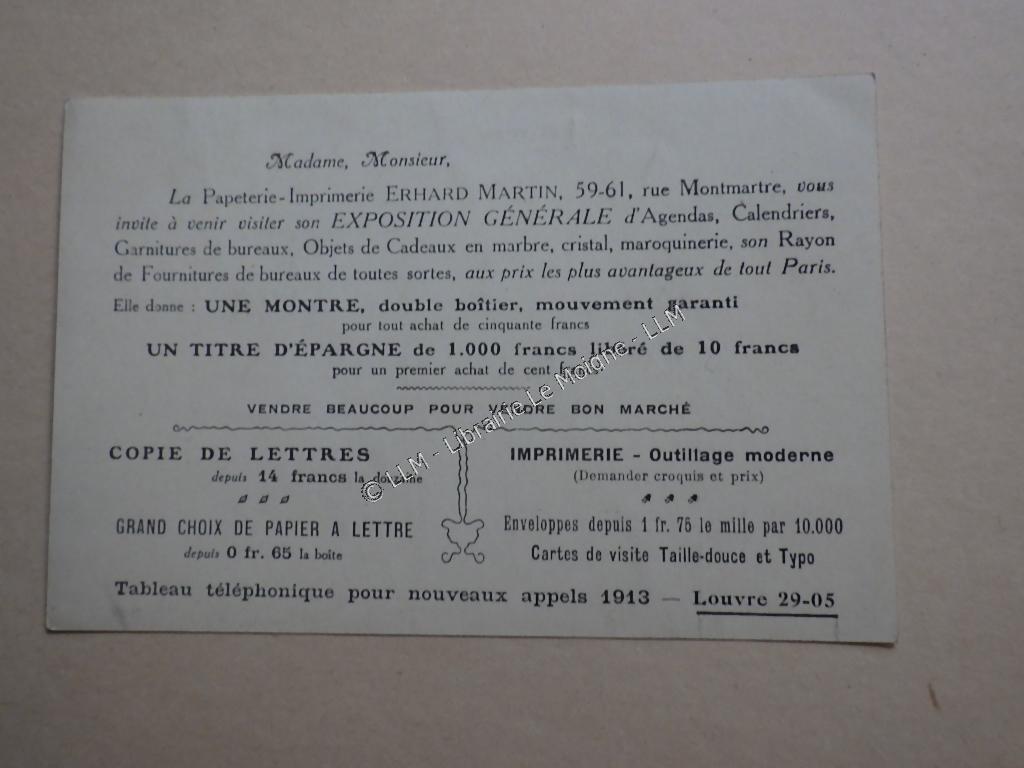 Madame, Monsieur,
La Papeterie-Imprimerie ERHARD MARTIN, 59-61, rue Montmartre, vous
invite à venir visiter son EXPOSITION GÉNÉRALE d'Agendas, Calendriers,
Garnitures de bureaux, Objets de Cadeaux en marbre, cristal, maroquinerie, son Rayon
de Fournitures de bureaux de toutes sortes, aux prix les plus avantageux de tout Paris.
Elle donne : UNE MONTRE, double boîtier, mouvement garanti
pour tout achat de cinquante francs
UN TITRE D'ÉPARGNE de 1.000 francs libéré de 10 francs
pour un premier achat de cent francs.
VENDRE BEAUCOUP POUR VENDRE BON MARCHÉ
COPIE DE LETTRES
depuis 14 francs la douzaine
GRAND CHOIX DE PAPIER A LETTRE
depuis 0 fr. 65 la boîte
IMPRIMERIE - Outillage moderne
(Demander croquis et prix)
Enveloppes depuis 1 fr. 75 le mille par 10.000
Cartes de visite Taille-douce et Typo
Tableau téléphonique pour nouveaux appels 1913 — Louvre 29-05
© LLM - Librairie Le Moigne - LLM